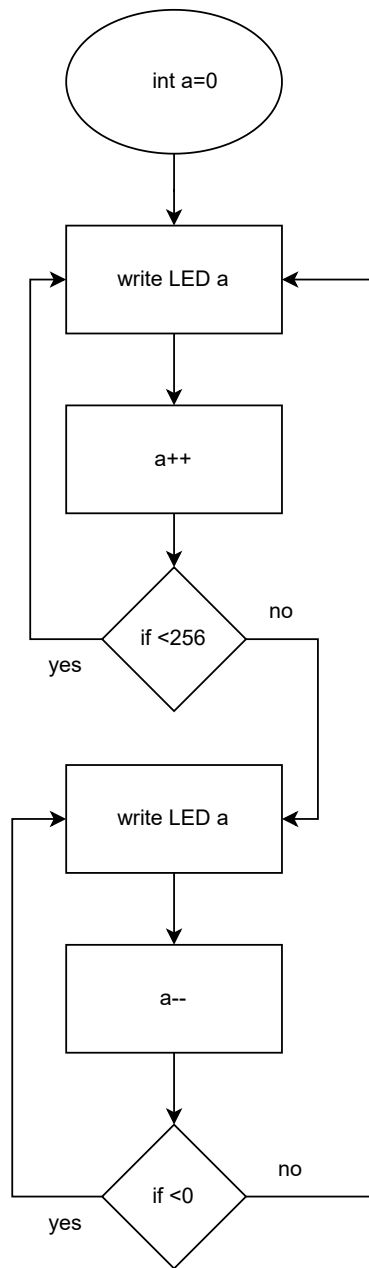 int a=0
write LED a
a++
if <256
no
yes
write LED a
a--
if <0
no
yes